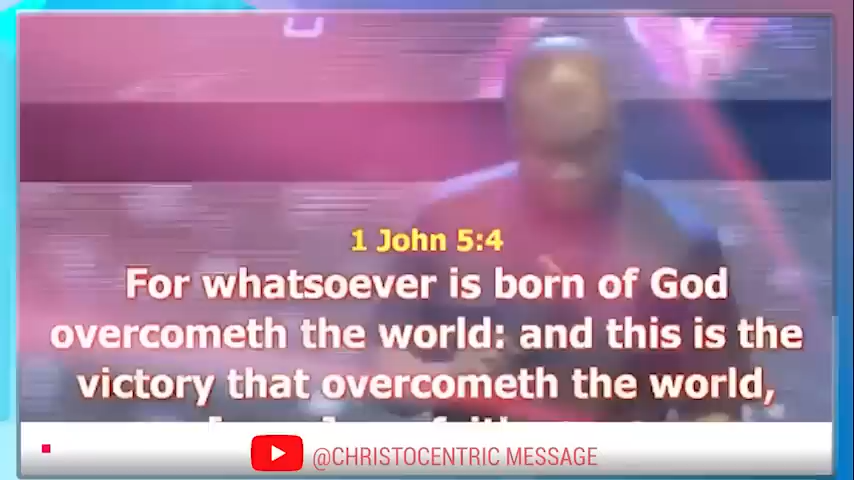 1 John 5:4
For whatsoever is born of God
overcometh the world: and this is the
victory that overcometh the world,
@CHRISTOCENTRIC MESSAGE